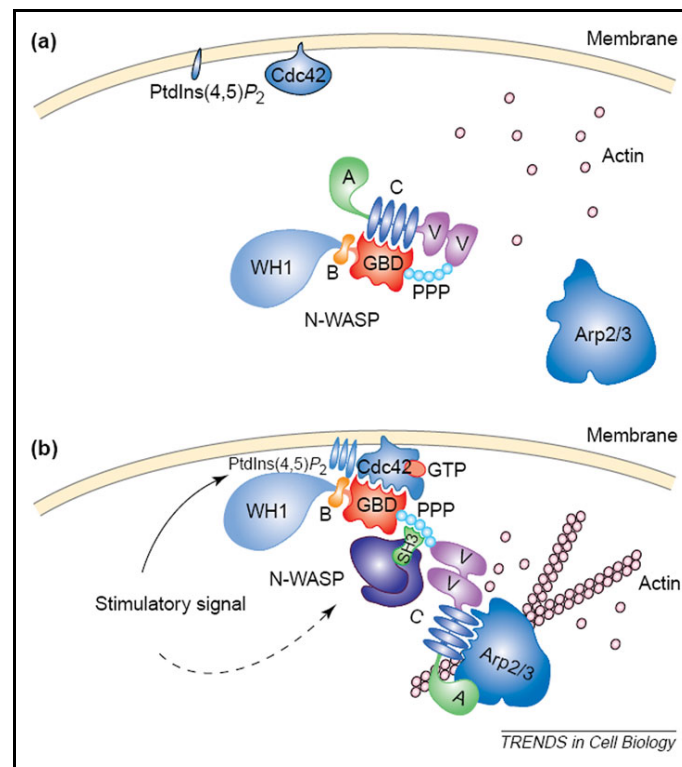 (a)
Membrane
PtdIns(4,5)P₂
Cdc42
Actin
A
C
V
V
WH1
B
GBD
PPP
N-WASP
Arp2/3
(b)
Membrane
PtdIns(4,5)P₂
Cdc42
GTP
WH1
B
GBD
PPP
SH3
N-WASP
V
V
Stimulatory signal
Actin
C
Arp2/3
A
TRENDS in Cell Biology